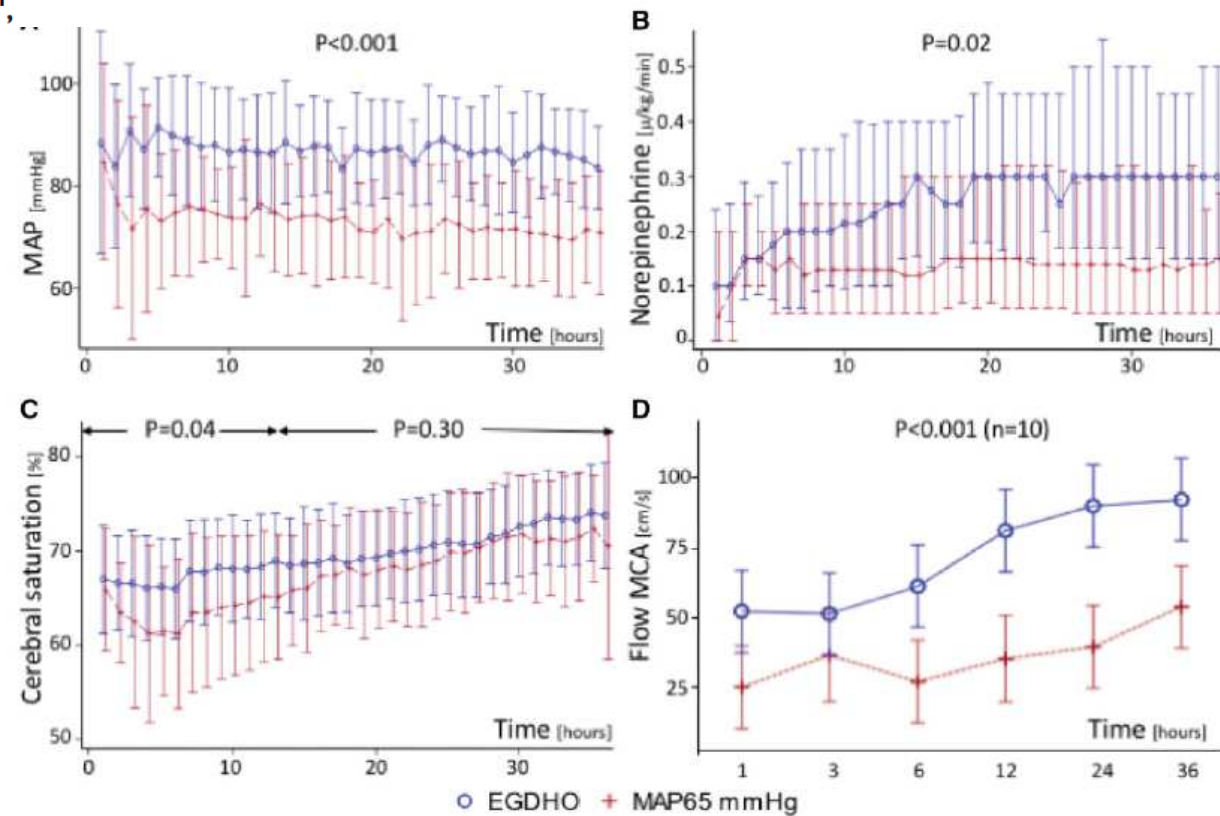 P<0.001
MAP [mmHg]
100
80
60
Time [hours]
0 10 20 30
B
P=0.02
Norepinephrine [µ/kg/min]
0.5
0.4
0.3
0.2
0.1
0
Time [hours]
0 10 20 30
C
P=0.04 P=0.30
Cerebral saturation [%]
80
70
60
50
Time [hours]
0 10 20 30
D
P<0.001 (n=10)
Flow MCA [cm/s]
100
75
50
25
Time [hours]
1 3 6 12 24 36
EGDHO MAP65 mmHg